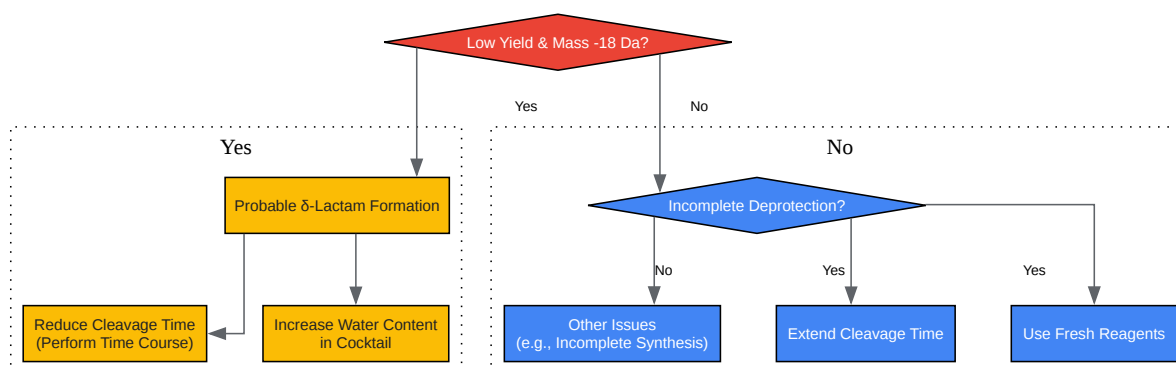 Low Yield & Mass -18 Da?
Yes
No
Yes
No
Probable δ-Lactam Formation
Incomplete Deprotection?
No
Yes
Yes
Reduce Cleavage Time
(Perform Time Course)
Increase Water Content
in Cocktail
Other Issues
(e.g., Incomplete Synthesis)
Extend Cleavage Time
Use Fresh Reagents